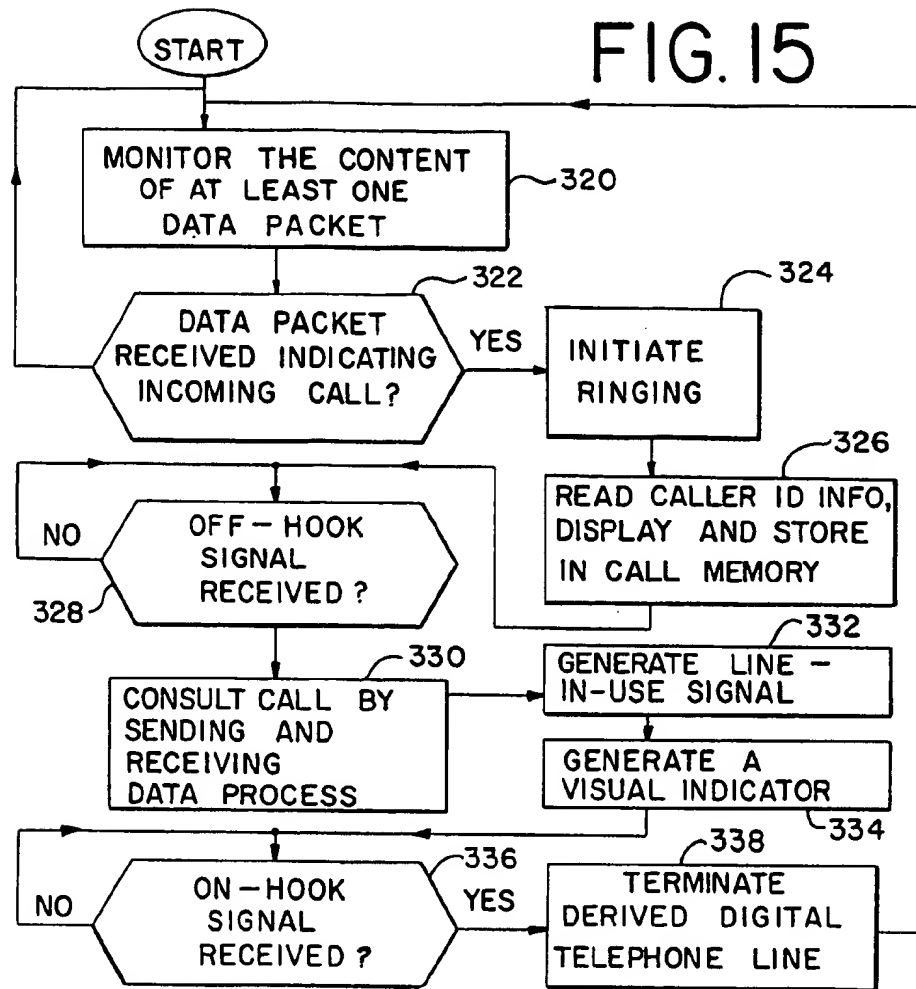 FIG. 15
START
MONITOR THE CONTENT
OF AT LEAST ONE
DATA PACKET
320
322
DATA PACKET
RECEIVED INDICATING
INCOMING CALL?
YES
324
INITIATE
RINGING
326
READ CALLER ID INFO,
DISPLAY AND STORE
IN CALL MEMORY
NO
OFF-HOOK
SIGNAL
RECEIVED?
328
330
CONSULT CALL BY
SENDING AND
RECEIVING
DATA PROCESS
332
GENERATE LINE-
IN-USE SIGNAL
GENERATE A
VISUAL INDICATOR
334
336
NO
ON-HOOK
SIGNAL
RECEIVED?
YES
338
TERMINATE
DERIVED DIGITAL
TELEPHONE LINE